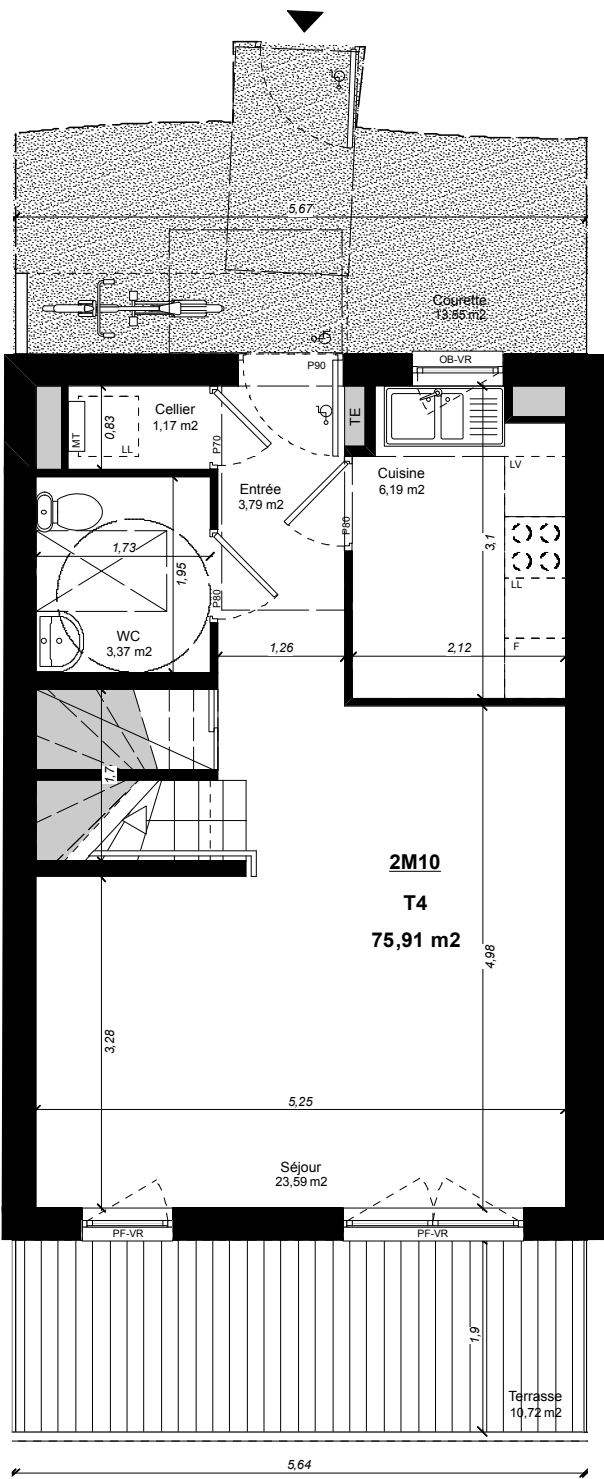 5,67
Courette
13,55 m2
P90
OB-VR
MT
0,83
LL
Cellier
1,17 m2
P70
TE
Entrée
3,79 m2
Cuisine
6,19 m2
LV
P80
3,1
1,73
1,95
LL
P80
WC
3,37 m2
F
1,26
2,12
1,7
2M10
T4
75,91 m2
4,98
3,28
5,25
Séjour
23,59 m2
PF-VR
PF-VR
1,9
Terrasse
10,72 m2
5,64